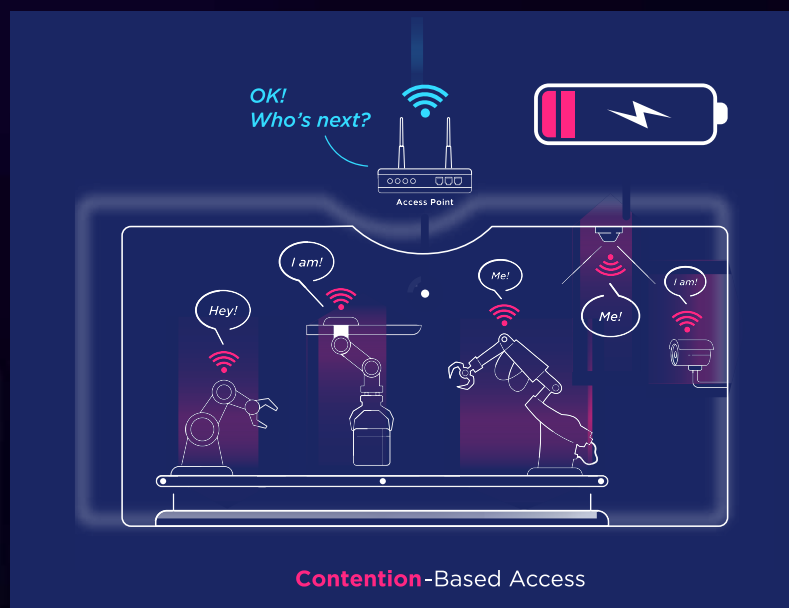 OK!
Who's next?
Access Point
I am!
Me!
I am!
Hey!
Me!
Contention-Based Access